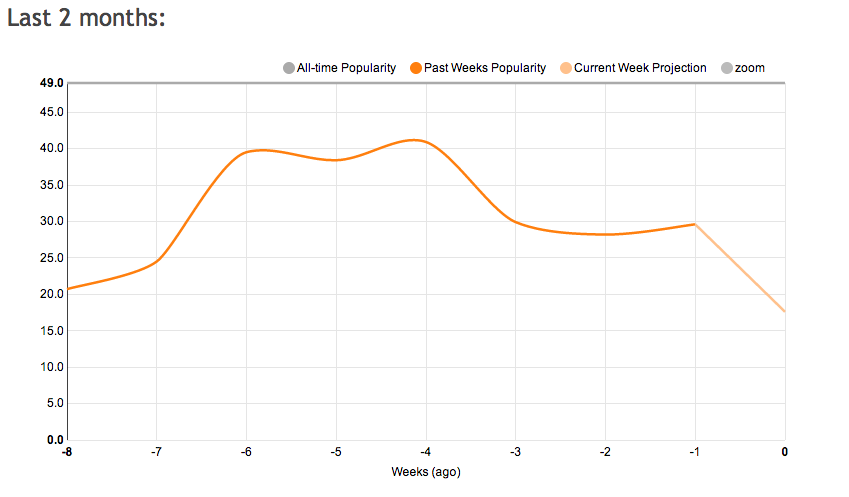 Last 2 months:
All-time Popularity Past Weeks Popularity Current Week Projection zoom
49.0
45.0
40.0
35.0
30.0
25.0
20.0
15.0
10.0
5.0
0.0
-8 -7 -6 -5 -4 -3 -2 -1 0
Weeks (ago)